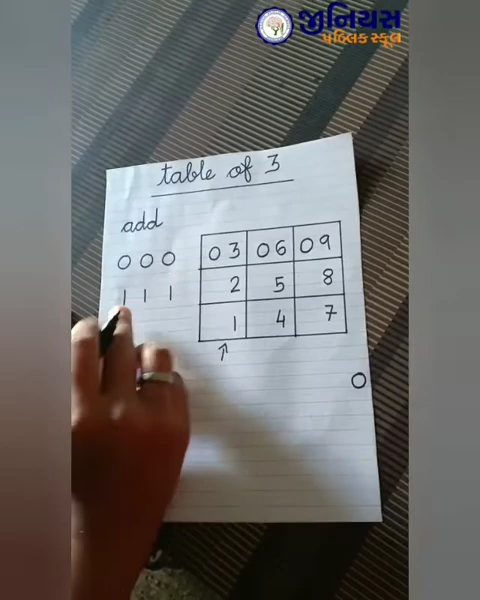 જીનિયસ
પબ્લિક સ્કૂલ
table of 3
add
0 0 0
1 1 1
03 06 09
2 5 8
1 4 7
0